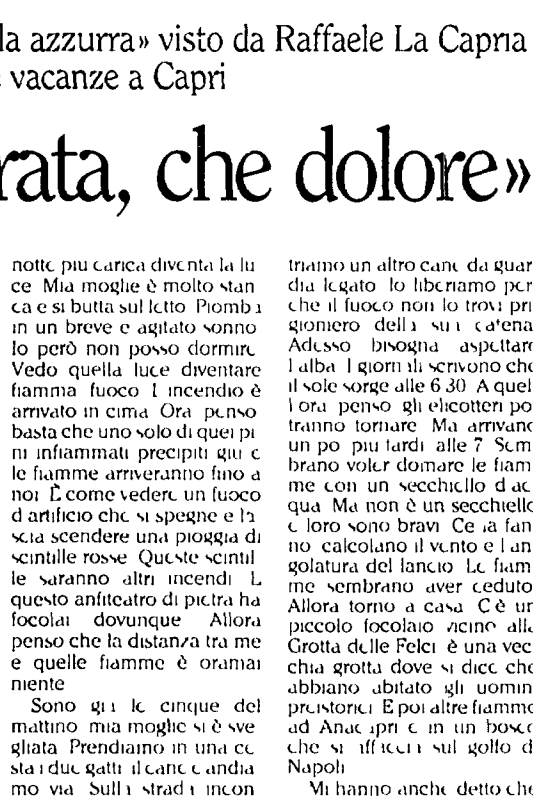 la azzurra» visto da Raffaele La Capria
e vacanze a Capri
rata, che dolore»
notte piu carica diventa la lu
ce Mia moglie è molto stan
ca e si butta sul letto Piomba
in un breve e agitato sonno
Io però non posso dormire
Vedo quella luce diventare
fiamma fuoco L incendio è
arrivato in cima Ora penso
basta che uno solo di quei pi
ni infiammati precipiti giu e
le fiamme arriveranno fino a
noi È come vedere un fuoco
d artificio che si spegne e la
scia scendere una pioggia di
scintille rosse Queste scintil
le saranno altri incendi E
questo anfiteatro di pietra ha
focolai dovunque Allora
penso che la distanza tra me
e quelle fiamme è oramai
niente
Sono gia le cinque del
mattino mia moglie si è sve
gliata Prendiamo in una ce
sta i due gatti il cane e andia
mo via Sulla strada incon
triamo un altro cane da guar
dia legato lo liberiamo per
che il fuoco non lo trovi pri
gioniero della sua catena
Adesso bisogna aspettare
l alba I giornali scrivono che
il sole sorge alle 6 30 A quel
l ora penso gli elicotteri po
tranno tornare Ma arrivano
un po piu tardi alle 7 Sem
brano voler domare le fiam
me con un secchiello d ac
qua Ma non è un secchiello
e loro sono bravi Ce la fan
no calcolano il vento e l an
golatura del lancio Le fiam
me sembrano aver ceduto
Allora torno a casa C è un
piccolo focolaio vicino alla
Grotta delle Felci è una vec
chia grotta dove si dice che
abbiano abitato gli uomin
preistorici E poi altre fiamme
ad Anacapri e in un bosco
che si affaccia sul golfo d
Napoli
Mi hanno anche detto che